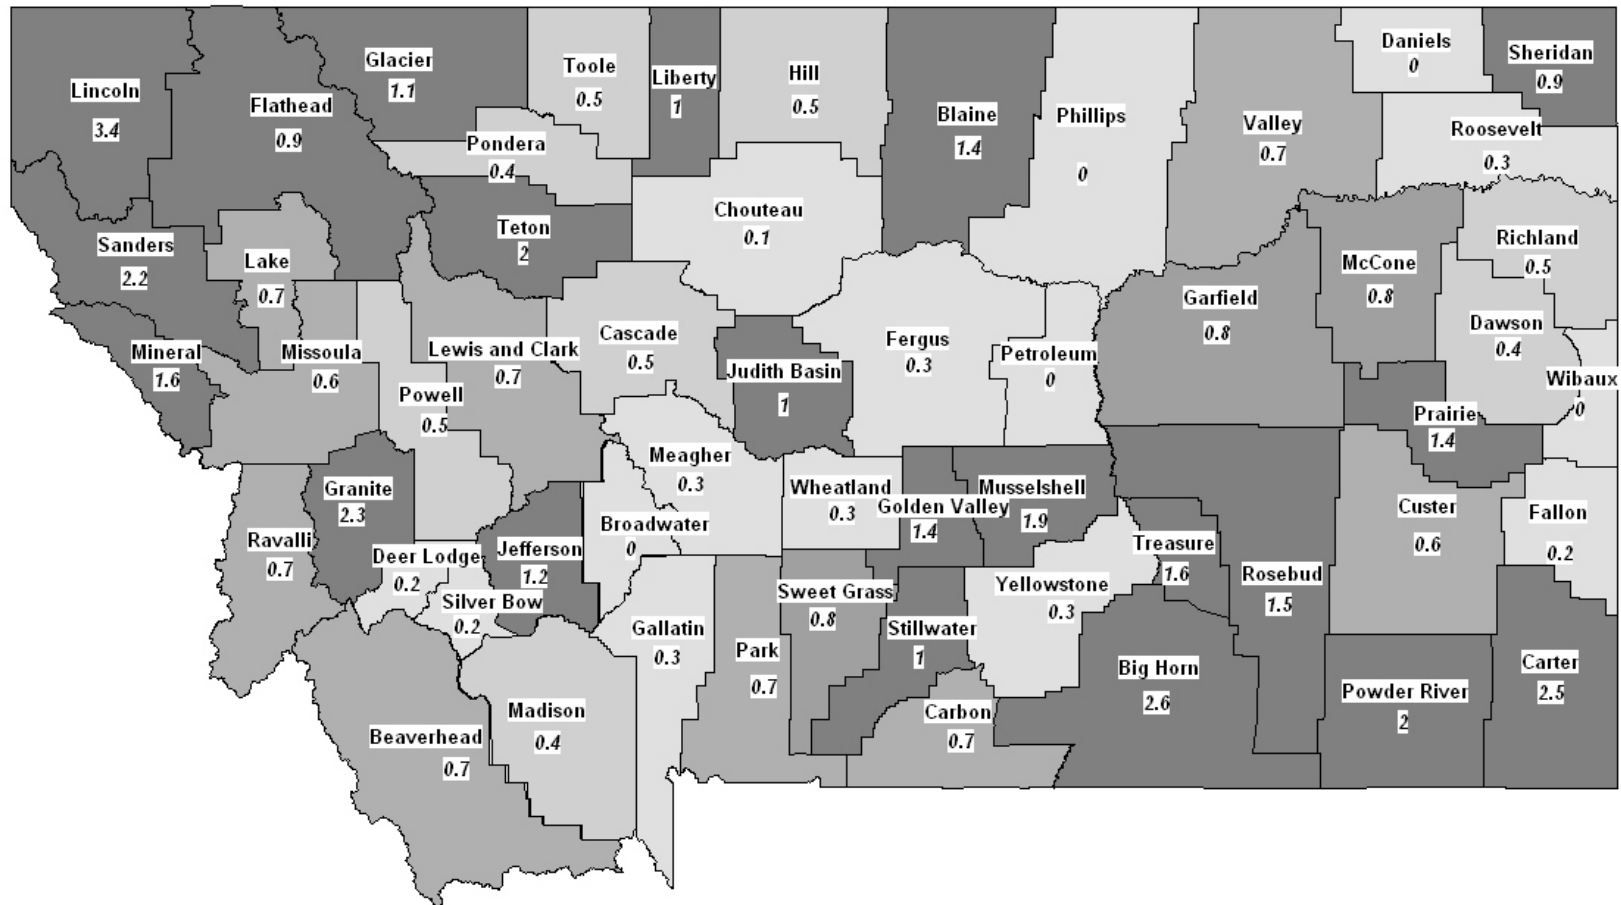 Lincoln
3.4
Flathead
0.9
Glacier
1.1
Toole
0.5
Liberty
1
Hill
0.5
Blaine
1.4
Phillips
0
Valley
0.7
Daniels
0
Sheridan
0.9
Roosevelt
0.3
Pondera
0.4
Teton
2
Chouteau
0.1
Sanders
2.2
Lake
0.7
Richland
0.5
McCone
0.8
Garfield
0.8
Dawson
0.4
Mineral
1.6
Missoula
0.6
Lewis and Clark
0.7
Powell
0.5
Cascade
0.5
Judith Basin
1
Fergus
0.3
Petroleum
0
Wibaux
0
Prairie
1.4
Granite
2.3
Ravalli
0.7
Deer Lodge
0.2
Silver Bow
0.2
Jefferson
1.2
Broadwater
0
Meagher
0.3
Wheatland
0.3
Golden Valley
1.4
Musselshell
1.9
Treasure
1.6
Rosebud
1.5
Custer
0.6
Fallon
0.2
Yellowstone
0.3
Sweet Grass
0.8
Stillwater
1
Gallatin
0.3
Park
0.7
Carbon
0.7
Big Horn
2.6
Powder River
2
Carter
2.5
Madison
0.4
Beaverhead
0.7